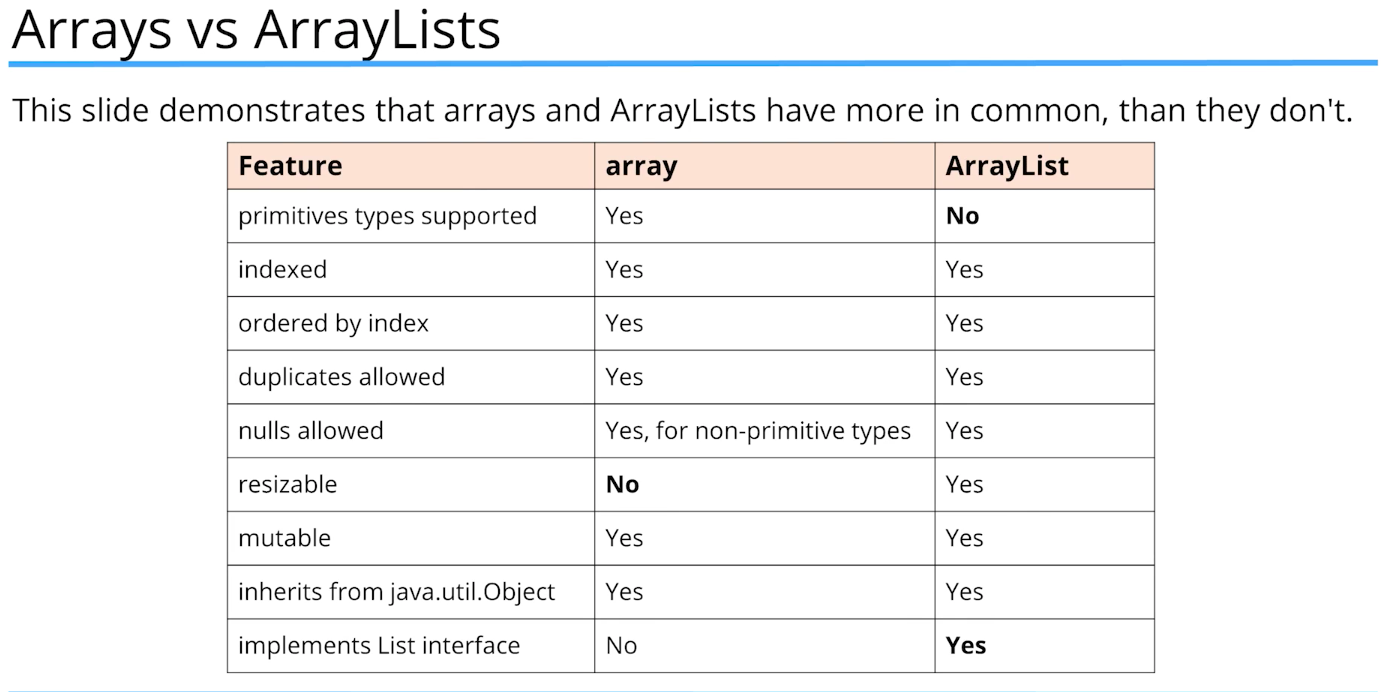 Arrays vs ArrayLists
This slide demonstrates that arrays and ArrayLists have more in common, than they don't.
Feature array ArrayList
primitives types supported Yes No
indexed Yes Yes
ordered by index Yes Yes
duplicates allowed Yes Yes
nulls allowed Yes, for non-primitive types Yes
resizable No Yes
mutable Yes Yes
inherits from java.util.Object Yes Yes
implements List interface No Yes